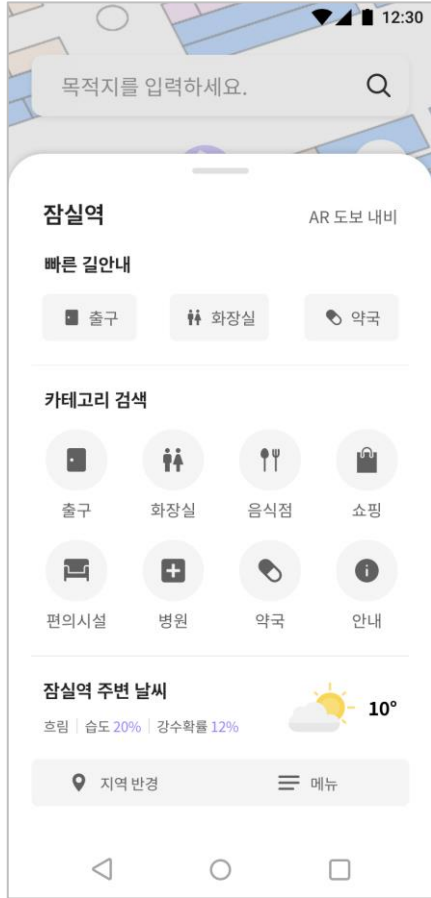 12:30
목적지를 입력하세요.
잠실역 AR 도보 내비
빠른 길안내
출구 화장실 약국
카테고리 검색
출구 화장실 음식점 쇼핑
편의시설 병원 약국 안내
잠실역 주변 날씨
흐림 습도 20% 강수확률 12% 10°
지역 반경 메뉴